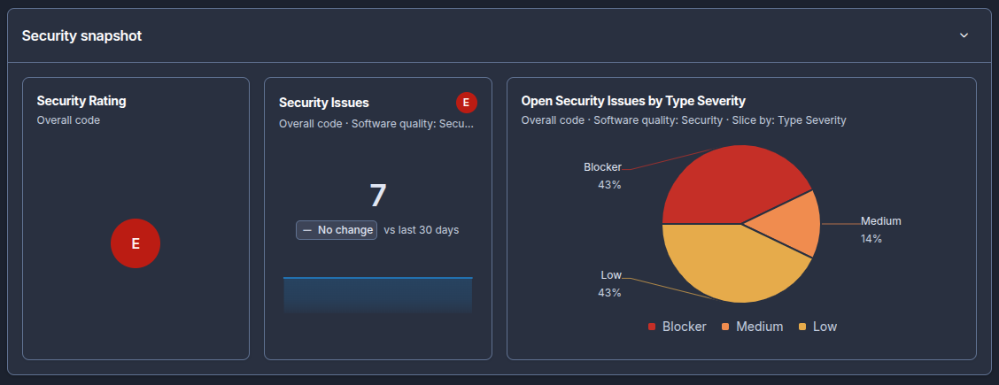 Security snapshot
Security Rating
Overall code
E
Security Issues
E
Overall code · Software quality: Secu...
7
— No change vs last 30 days
Open Security Issues by Type Severity
Overall code · Software quality: Security · Slice by: Type Severity
Blocker
43%
Medium
14%
Low
43%
Blocker Medium Low